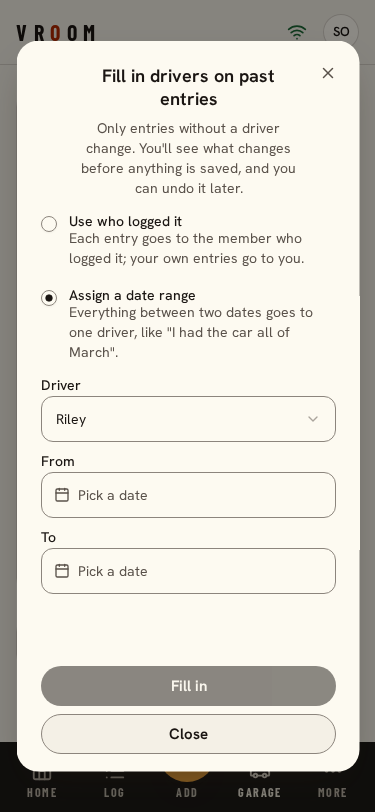 VROOM
SO
Fill in drivers on past
entries
Only entries without a driver
change. You'll see what changes
before anything is saved, and you
can undo it later.
Use who logged it
Each entry goes to the member who
logged it; your own entries go to you.
Assign a date range
Everything between two dates goes to
one driver, like "I had the car all of
March".
Driver
Riley
From
Pick a date
To
Pick a date
Fill in
Close
HOME LOG ADD GARAGE MORE